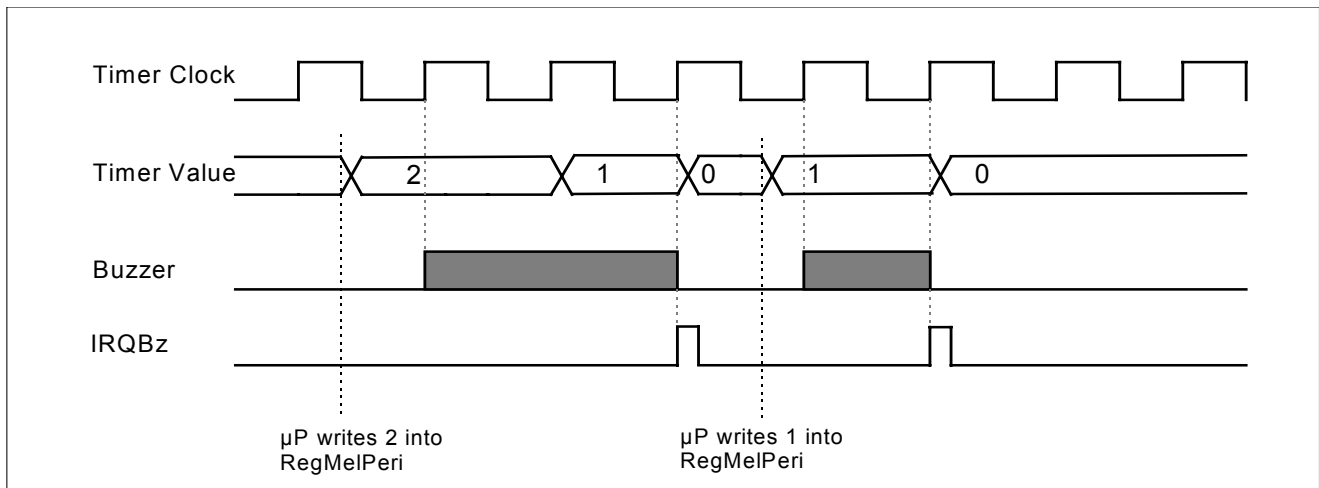 Timer Clock
Timer Value
2
1
0
1
0
Buzzer
IRQBz
µP writes 2 into
RegMelPeri
µP writes 1 into
RegMelPeri